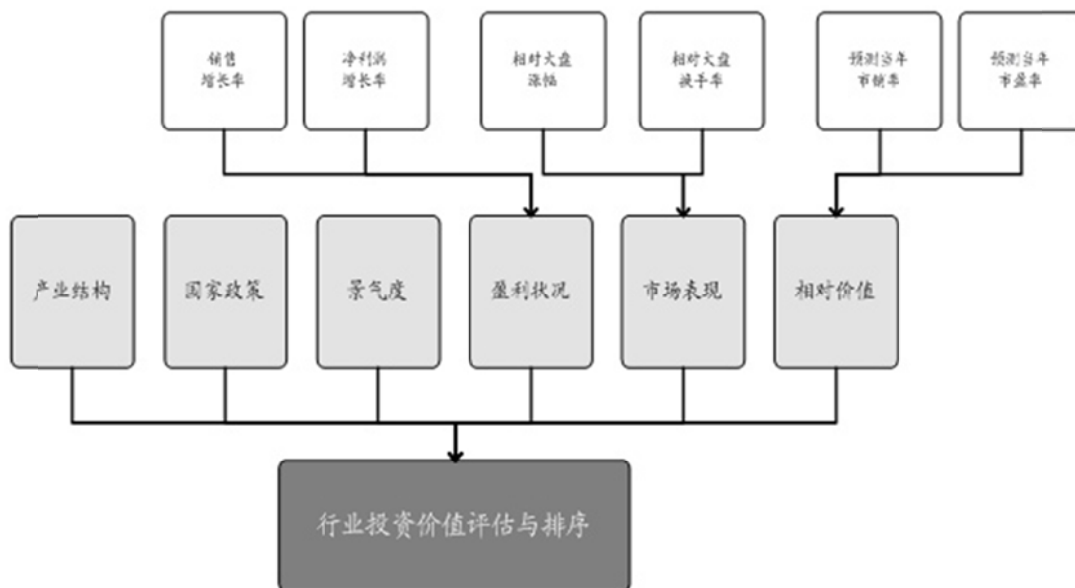 销售
增长率
净利润
增长率
相对大盘
涨幅
相对大盘
换手率
预测当年
市销率
预测当年
市盈率
产业结构
国家政策
景气度
盈利状况
市场表现
相对价值
行业投资价值评估与排序